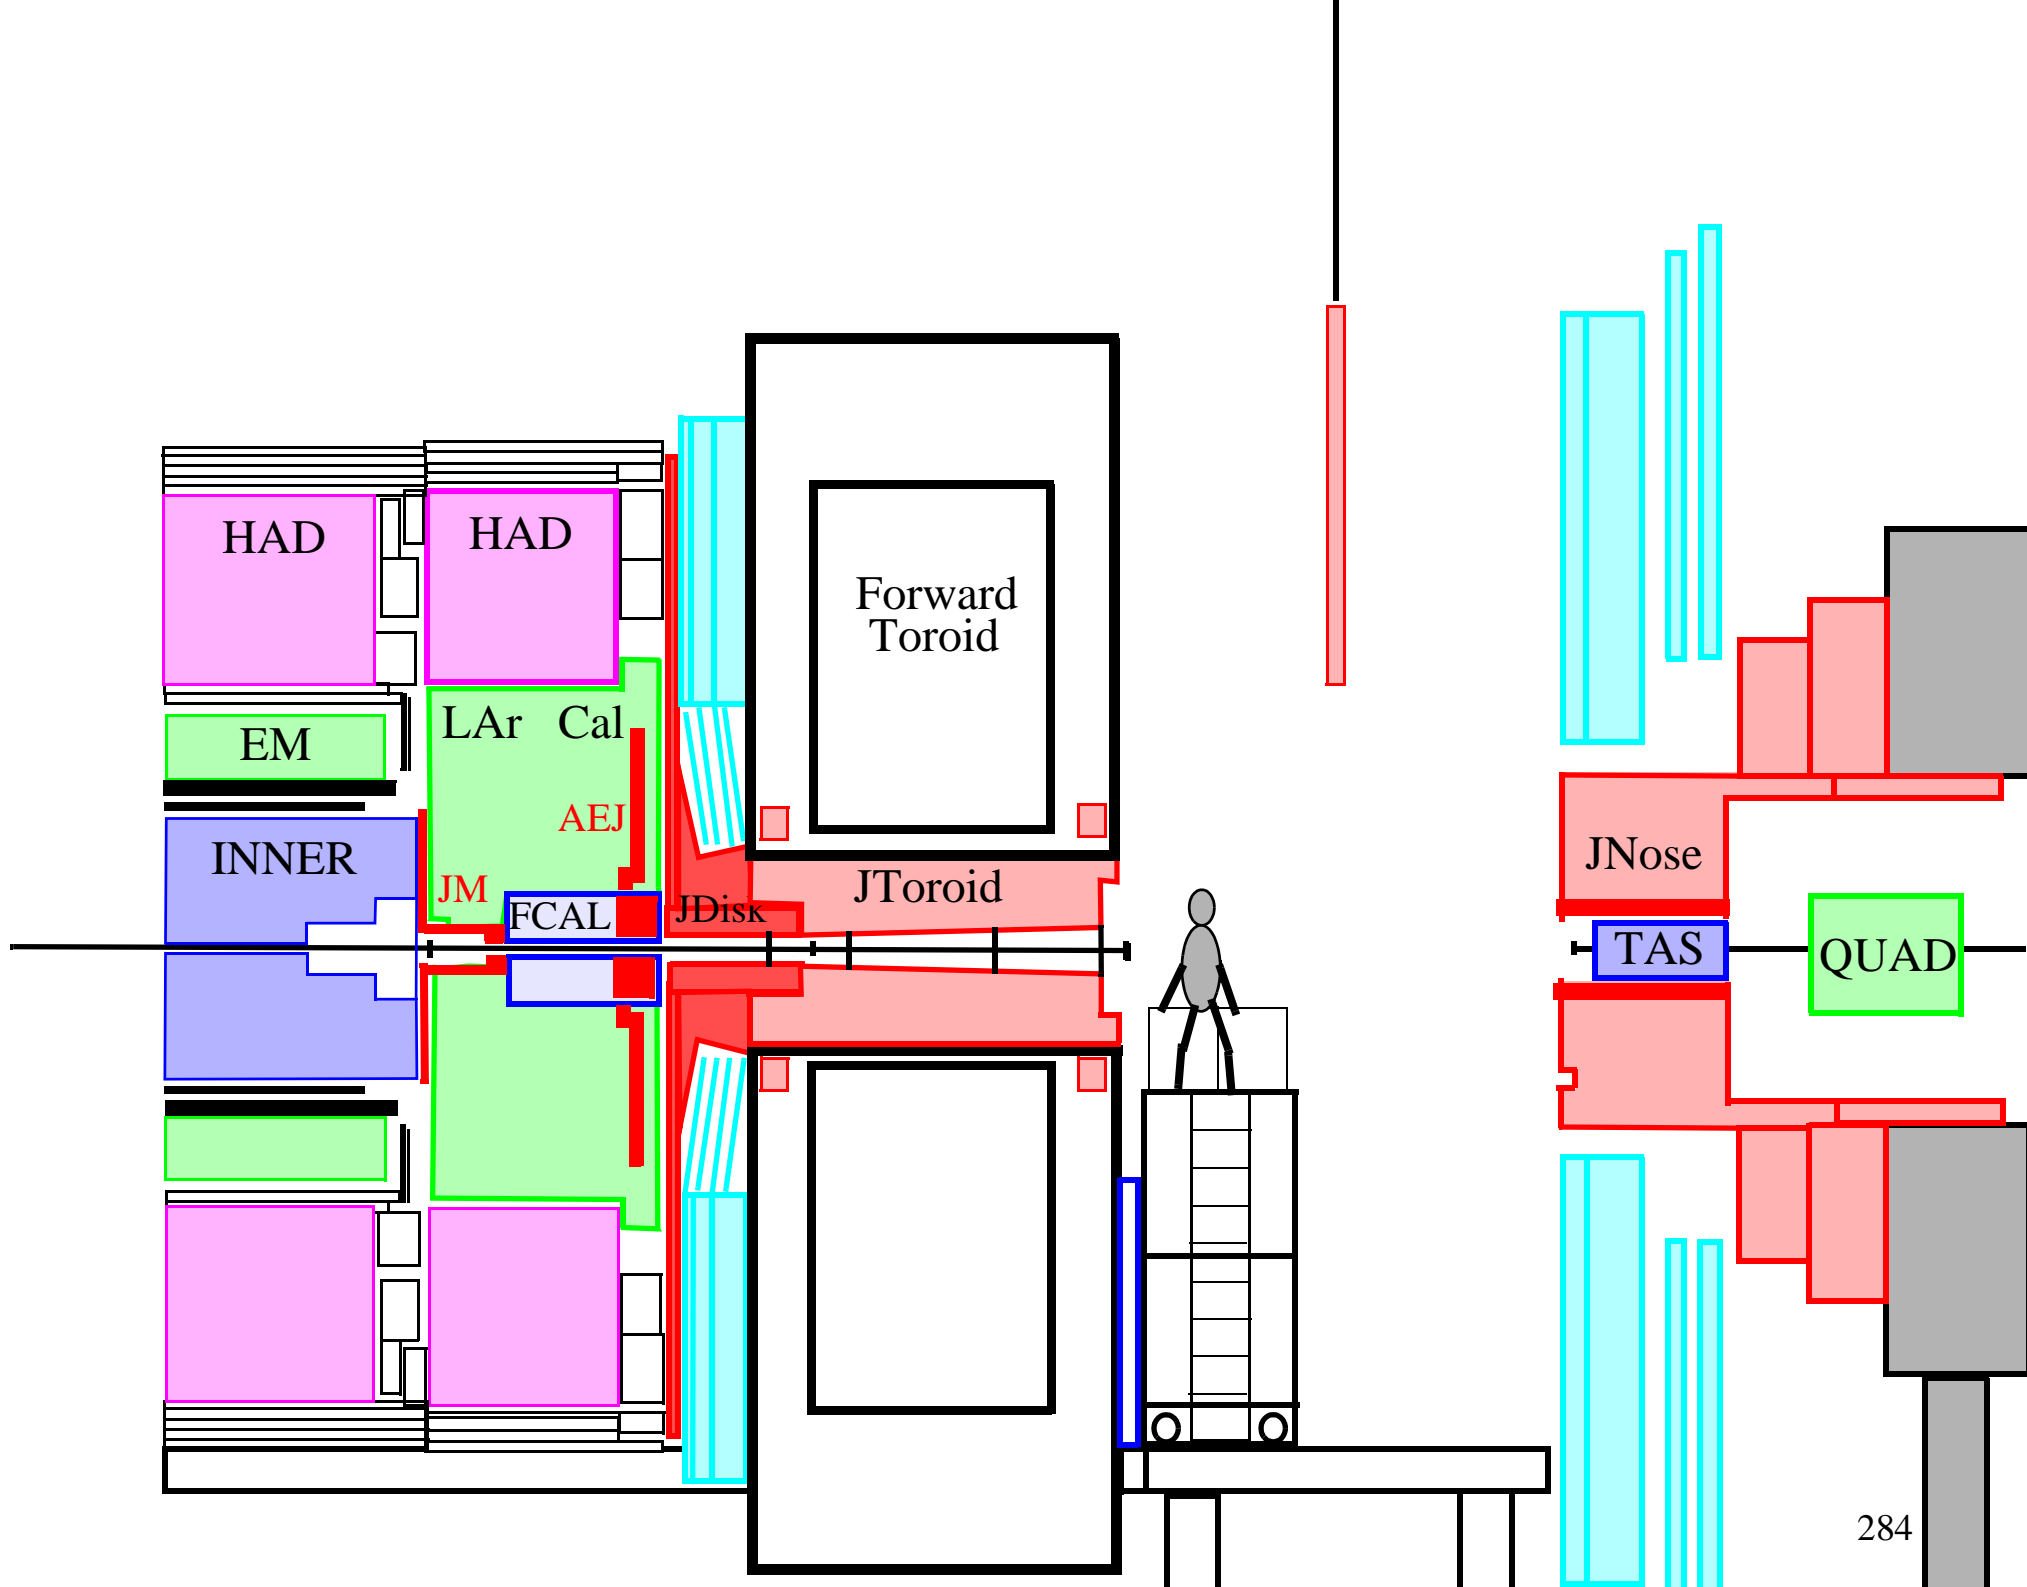 Forward
Toroid
HAD
HAD
LAr Cal
EM
AEJ
INNER
JM
FCAL
JDisk
JToroid
JNose
TAS
QUAD
284